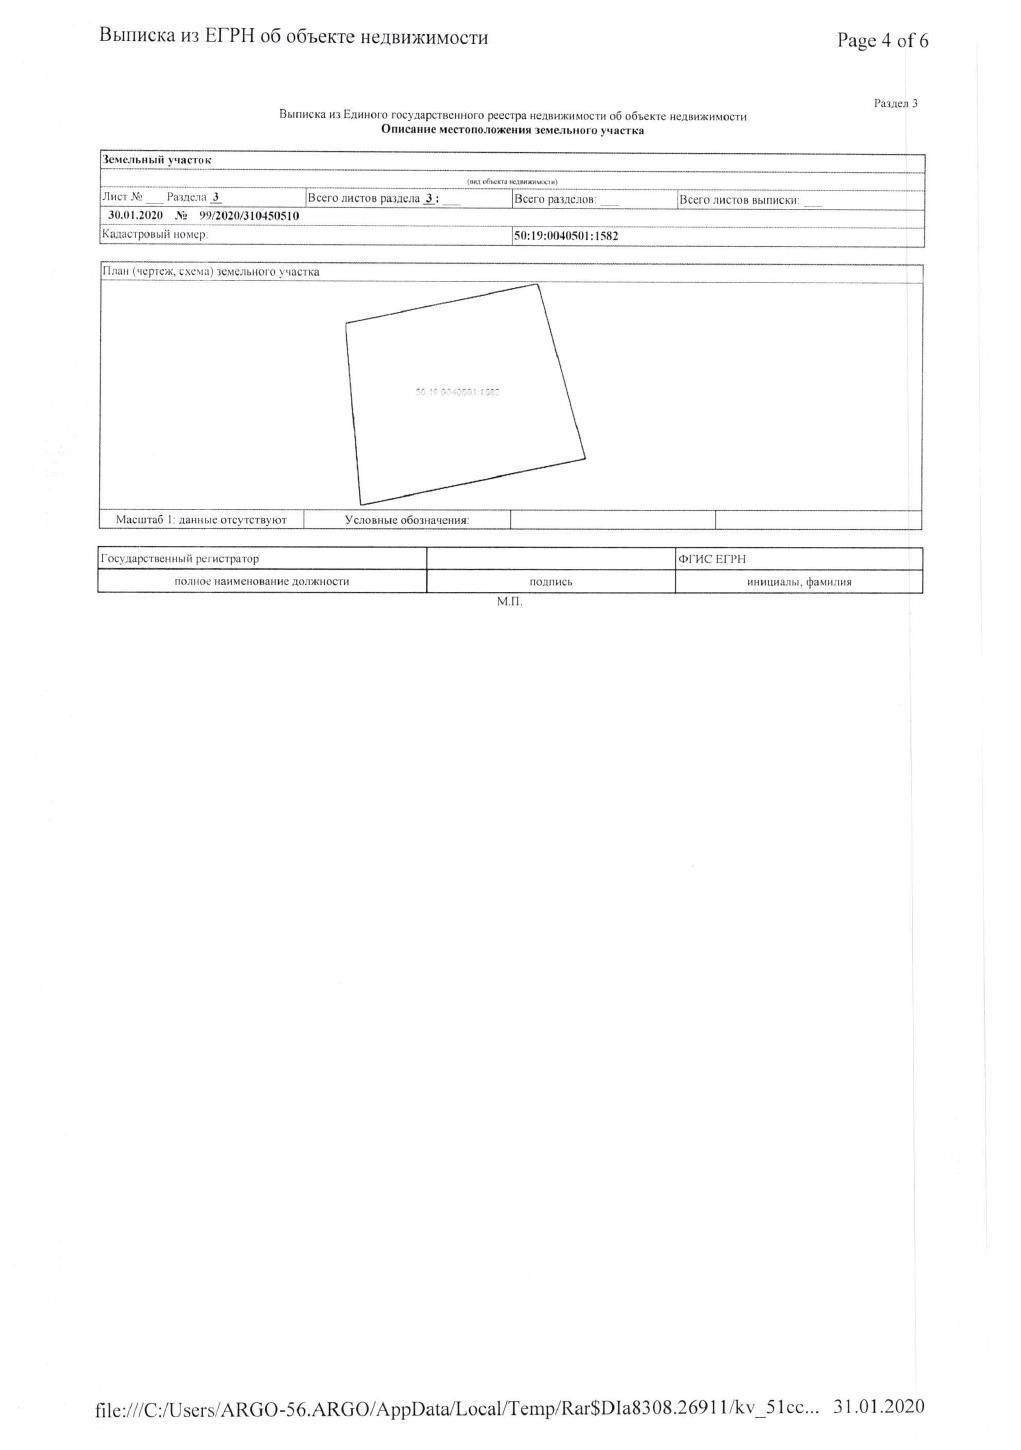 Выписка из ЕГРН об объекте недвижимости Page 4 of 6
Раздел 3
Выписка из Единого государственного реестра недвижимости об объекте недвижимости
Описание местоположения земельного участка
Земельный участок
(вид объекта недвижимости)
Лист № ___ Раздела 3 Всего листов раздела 3 : ___ Всего разделов: ___ Всего листов выписки: ___
30.01.2020 № 99/2020/310450510
Кадастровый номер: 50:19:0040501:1582
План (чертеж, схема) земельного участка
50:19:0040501:1582
Масштаб 1: данные отсутствуют Условные обозначения:
Государственный регистратор ФГИС ЕГРН
полное наименование должности подпись инициалы, фамилия
М.П.
file:///C:/Users/ARGO-56.ARGO/AppData/Local/Temp/Rar$DIa8308.26911/kv_51cc... 31.01.2020